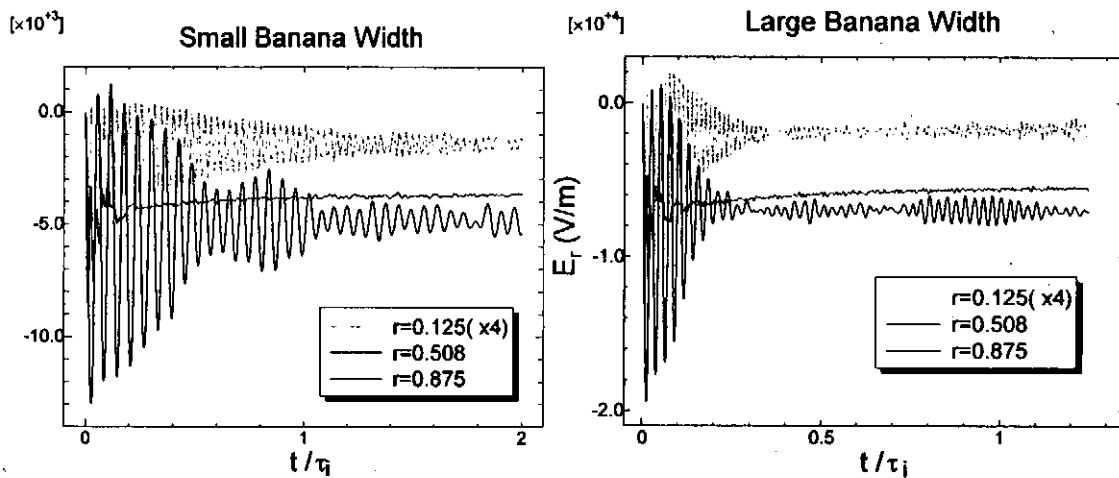 [×10+3]
Small Banana Width
0.0
-5.0
-10.0
r=0.125( x4)
r=0.508
r=0.875
0
1
2
t/τi
[×10+4]
Large Banana Width
0.0
-1.0
-2.0
Er (V/m)
r=0.125( x4)
r=0.508
r=0.875
0
0.5
1
t/τi